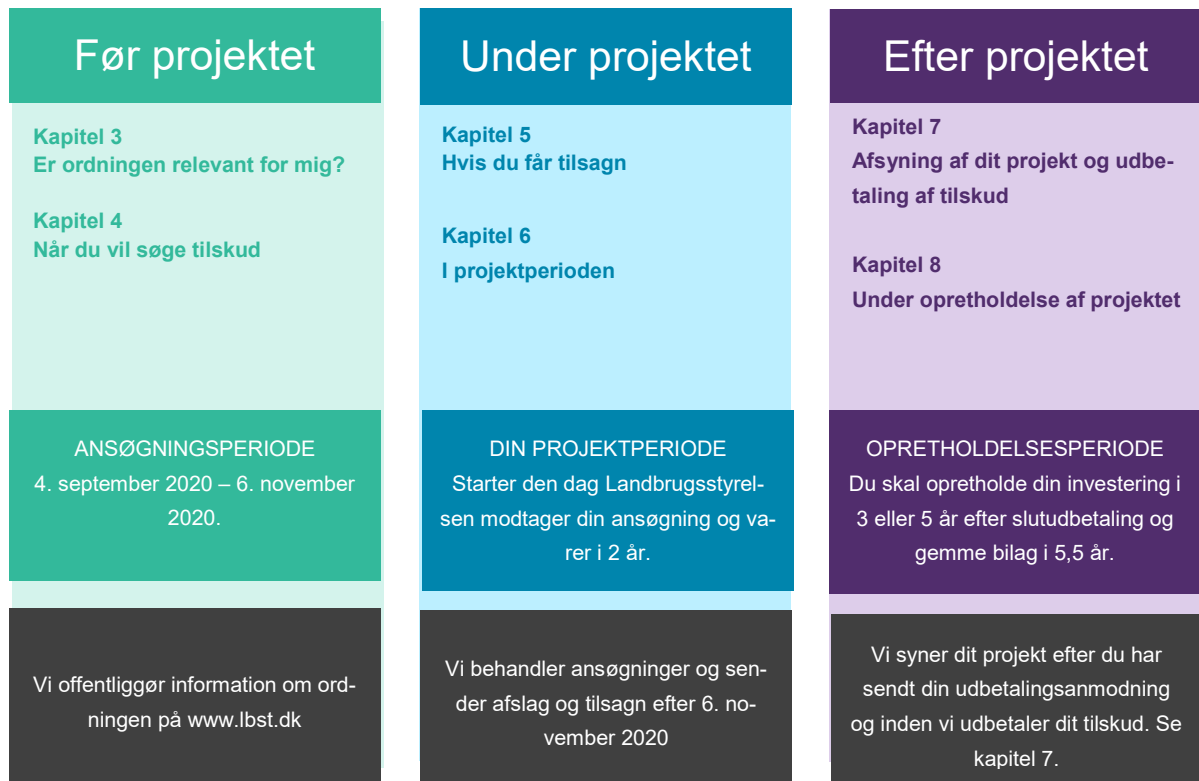 Før projektet
Kapitel 3
Er ordningen relevant for mig?
Kapitel 4
Når du vil søge tilskud
ANSØGNINGSPERIODE
4. september 2020 – 6. november
2020.
Vi offentliggør information om ord-
ningen på www.lbst.dk
Under projektet
Kapitel 5
Hvis du får tilsagn
Kapitel 6
I projektperioden
DIN PROJEKTPERIODE
Starter den dag Landbrugsstyrel-
sen modtager din ansøgning og va-
rer i 2 år.
Vi behandler ansøgninger og sen-
der afslag og tilsagn efter 6. no-
vember 2020
Efter projektet
Kapitel 7
Afsyning af dit projekt og udbe-
taling af tilskud
Kapitel 8
Under opretholdelse af projektet
OPRETHOLDELSESPERIODE
Du skal opretholde din investering i
3 eller 5 år efter slutudbetaling og
gemme bilag i 5,5 år.
Vi syner dit projekt efter du har
sendt din udbetalingsanmodning
og inden vi udbetaler dit tilskud. Se
kapitel 7.